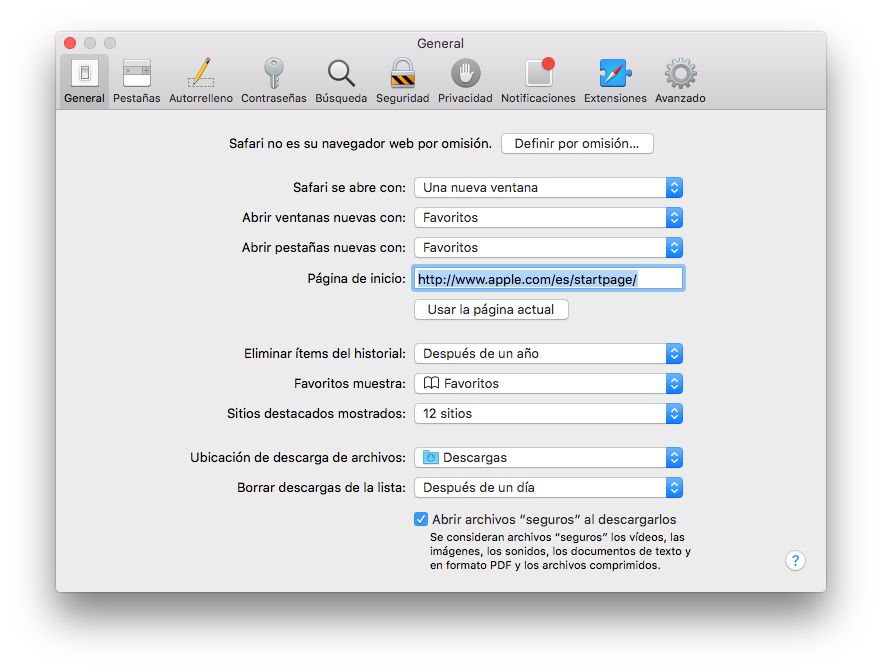 General
General Pestañas Autorrelleno Contraseñas Búsqueda Seguridad Privacidad Notificaciones Extensiones Avanzado
Safari no es su navegador web por omisión. Definir por omisión...
Safari se abre con: Una nueva ventana
Abrir ventanas nuevas con: Favoritos
Abrir pestañas nuevas con: Favoritos
Página de inicio: http://www.apple.com/es/startpage/
Usar la página actual
Eliminar ítems del historial: Después de un año
Favoritos muestra: Favoritos
Sitios destacados mostrados: 12 sitios
Ubicación de descarga de archivos: Descargas
Borrar descargas de la lista: Después de un día
Abrir archivos “seguros” al descargarlos
Se consideran archivos “seguros” los vídeos, las
imágenes, los sonidos, los documentos de texto y
en formato PDF y los archivos comprimidos.
?